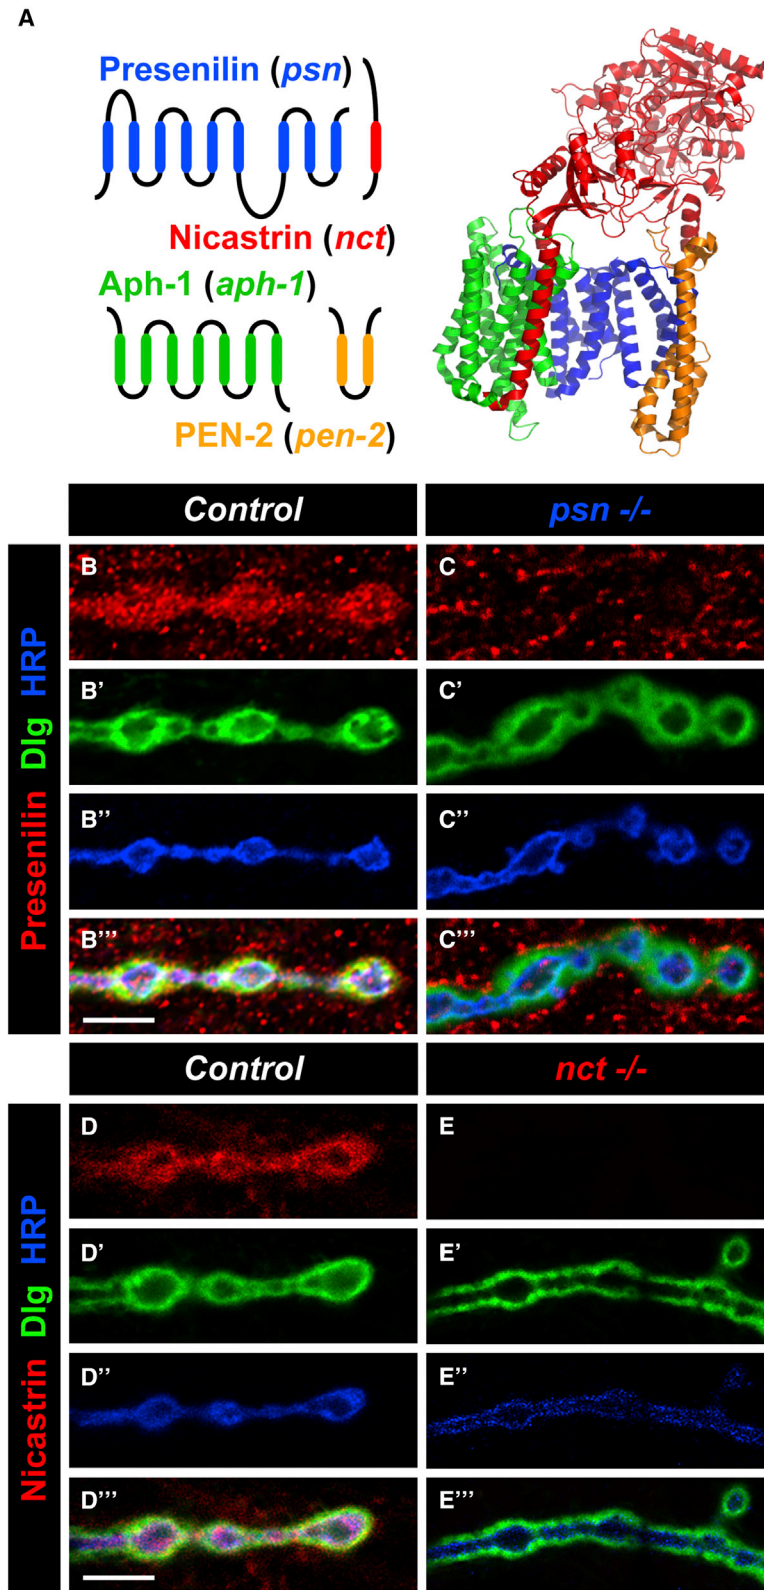 A
Presenilin (psn)
Nicastrin (nct)
Aph-1 (aph-1)
PEN-2 (pen-2)
Control
psn -/-
Presenilin Dlg HRP
B
C
B'
C'
B''
C''
B'''
C'''
Control
nct -/-
Nicastrin Dlg HRP
D
E
D'
E'
D''
E''
D'''
E'''